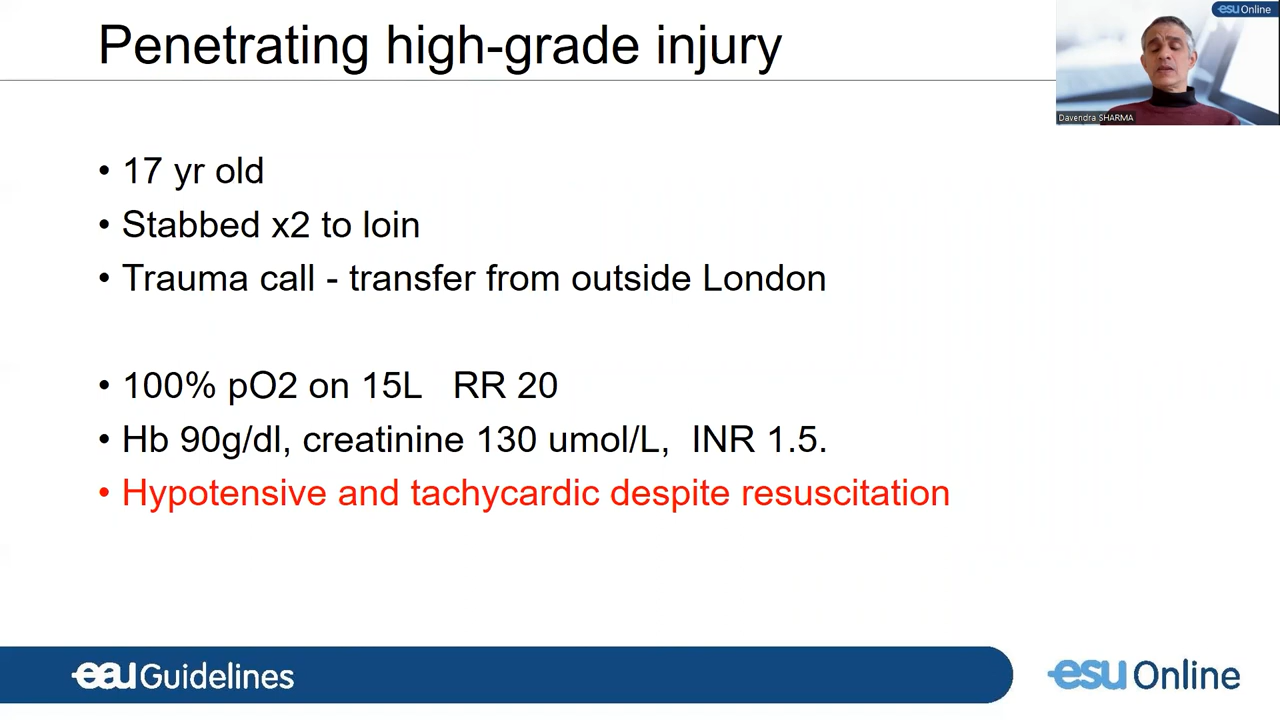 Penetrating high-grade injury
esu Online
Davendra SHARMA
• 17 yr old
• Stabbed x2 to loin
• Trauma call - transfer from outside London
• 100% pO2 on 15L RR 20
• Hb 90g/dl, creatinine 130 umol/L, INR 1.5.
• Hypotensive and tachycardic despite resuscitation
eau Guidelines
esu Online